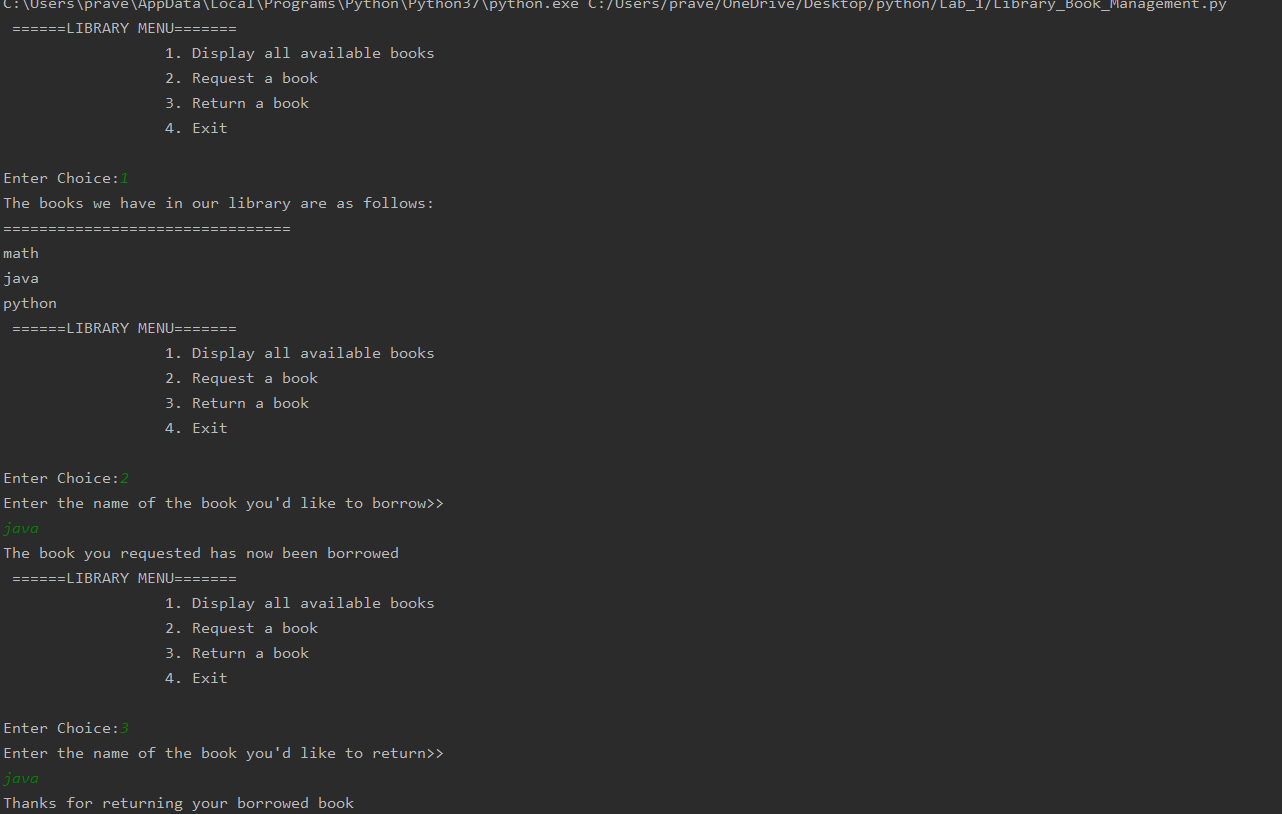 C:\Users\prave\AppData\Local\Programs\Python\Python37\python.exe C:/Users/prave/OneDrive/Desktop/python/Lab_1/Library_Book_Management.py
======LIBRARY MENU=======
1. Display all available books
2. Request a book
3. Return a book
4. Exit
Enter Choice:1
The books we have in our library are as follows:
================================
math
java
python
======LIBRARY MENU=======
1. Display all available books
2. Request a book
3. Return a book
4. Exit
Enter Choice:2
Enter the name of the book you'd like to borrow>>
java
The book you requested has now been borrowed
======LIBRARY MENU=======
1. Display all available books
2. Request a book
3. Return a book
4. Exit
Enter Choice:3
Enter the name of the book you'd like to return>>
java
Thanks for returning your borrowed book